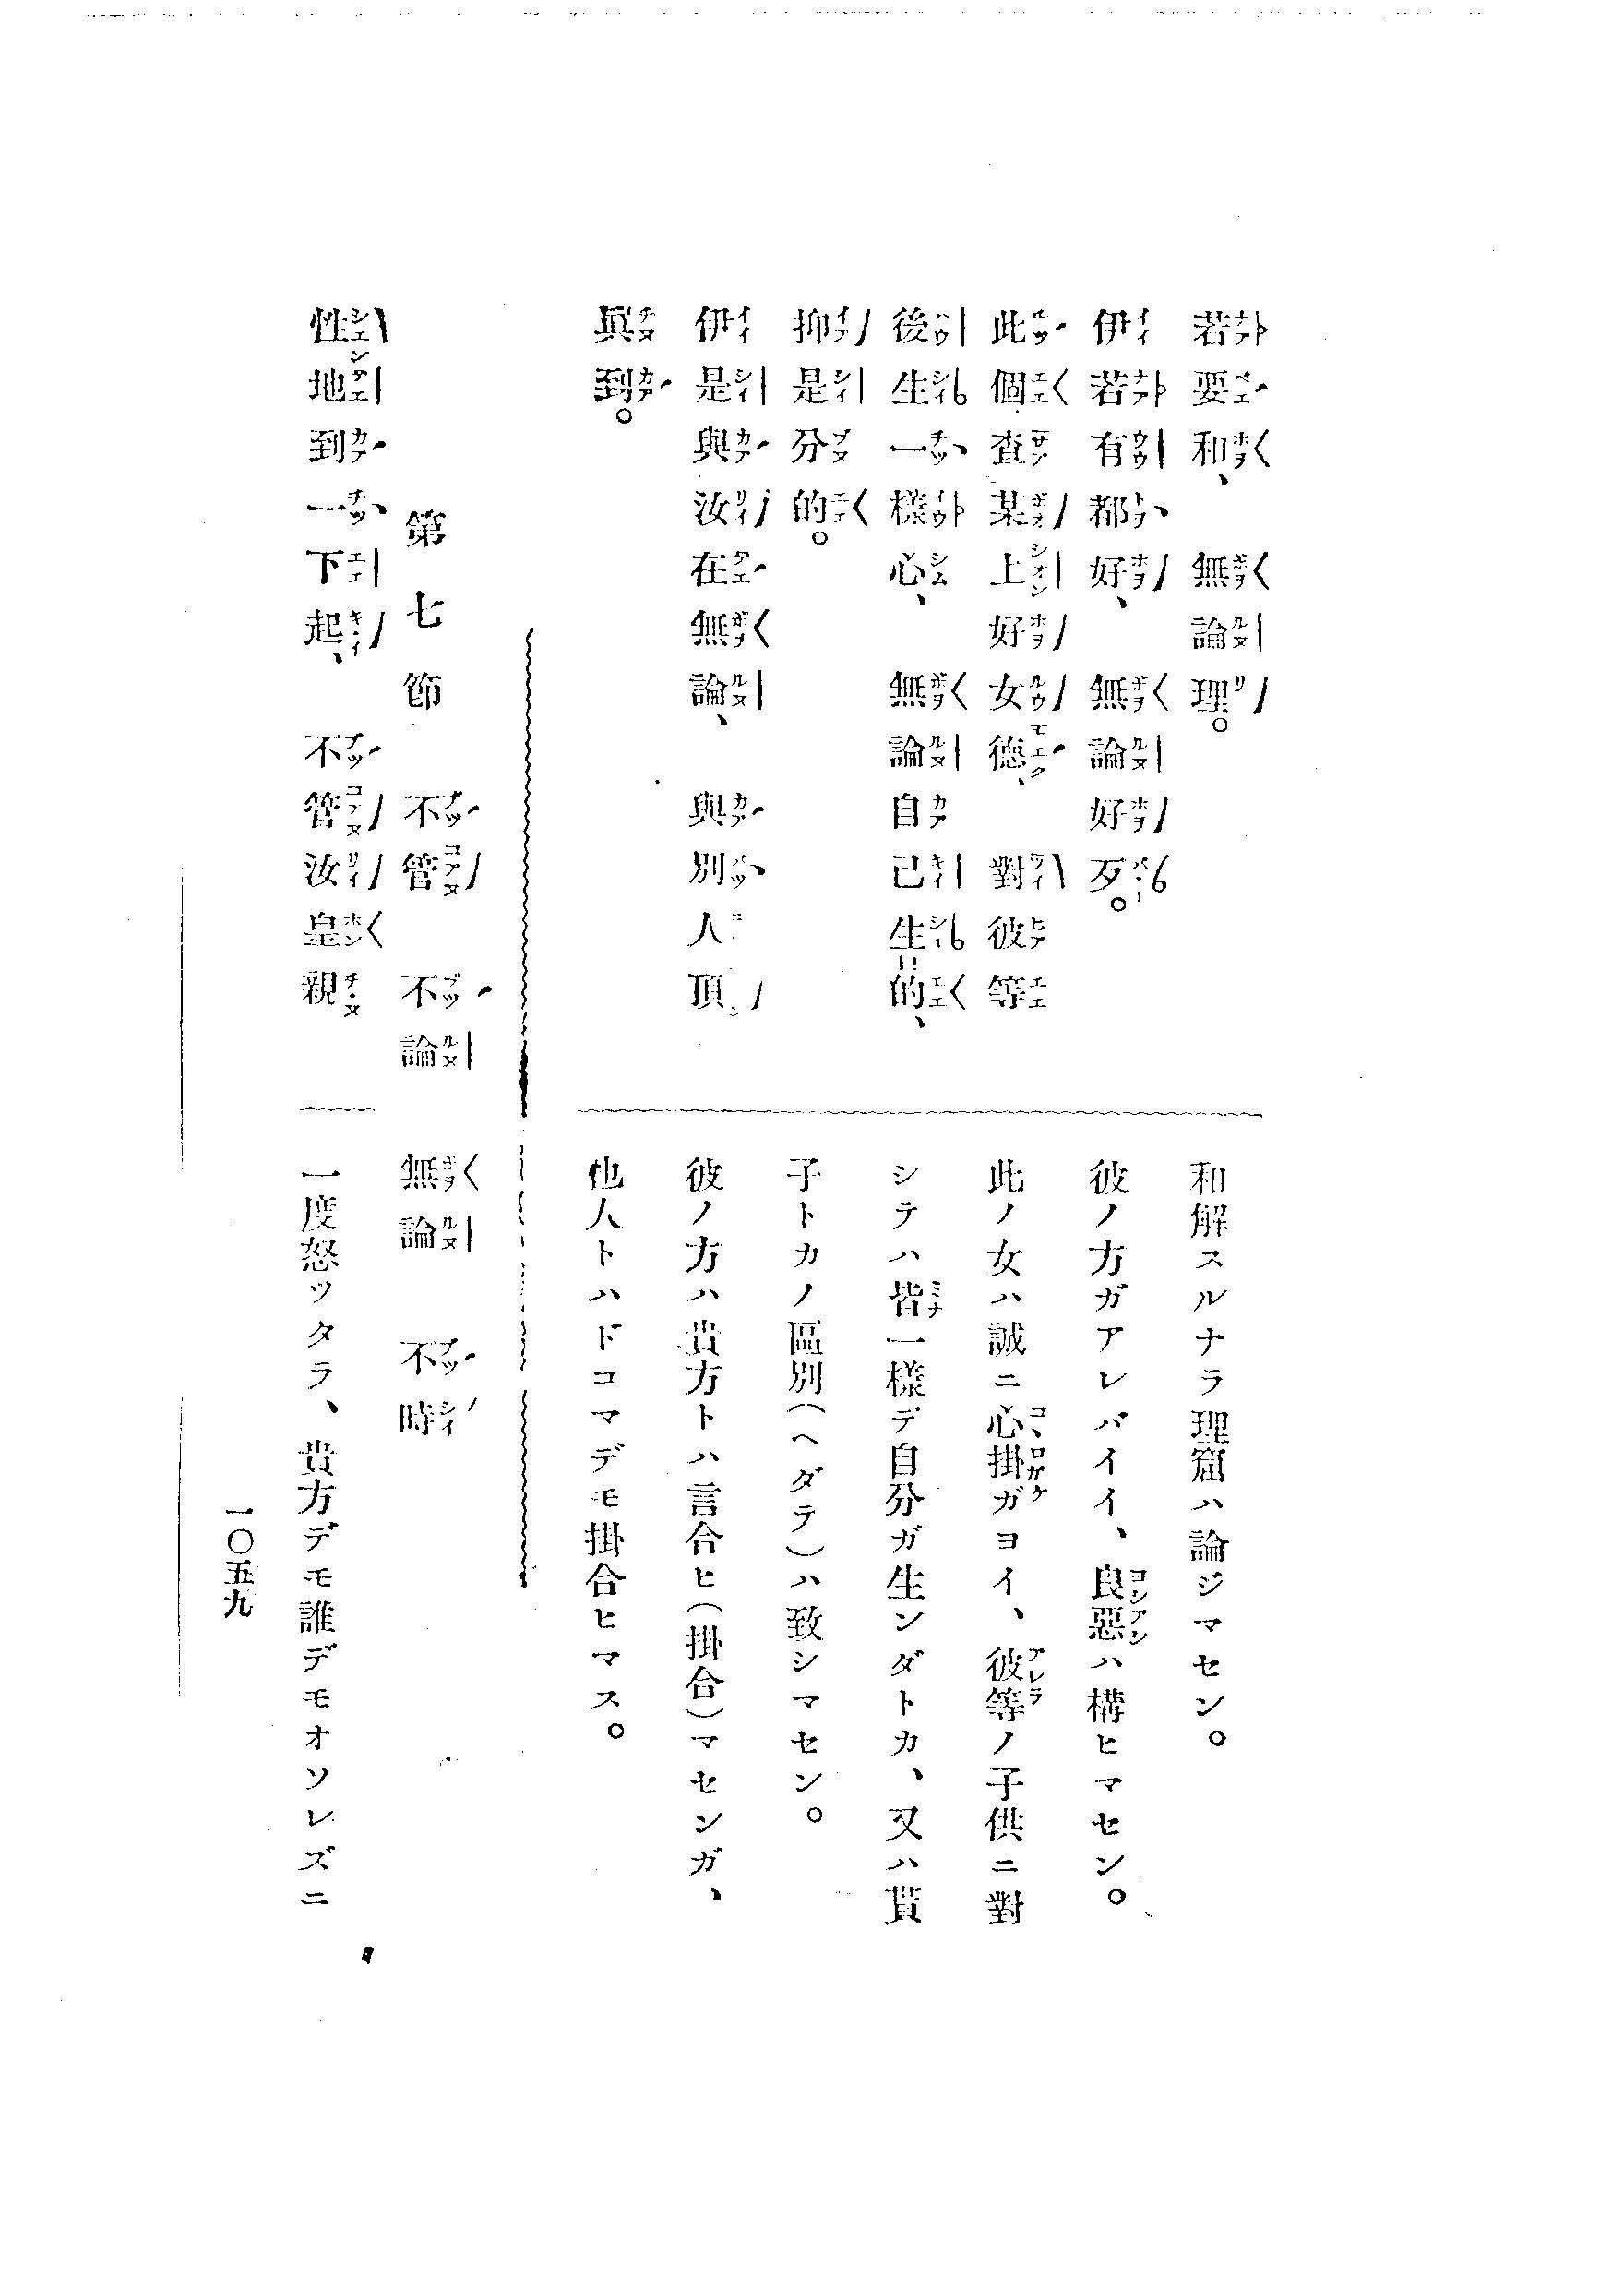 若要和、無論理。
伊若有都好、無論好歹。
此個查某上好女德、對彼等
後生一樣心、無論自己生的、
抑是分的。
伊是與汝在無論、與別人頂
眞到。
和解スルナラ理窟ハ論ジマセン。
彼ノ方ガアレバイイ、良惡ハ構ヒマセン。
此ノ女ハ誠ニ心掛ガヨイ、彼等ノ子供ニ對
シテハ皆一樣デ自分ガ生ンダトカ、又ハ貰
子トカノ區別(ヘダテ)ハ致シマセン。
彼ノ方ハ貴方トハ言合ヒ(掛合)マセンガ、
他人トハドコマデモ掛合ヒマス。
第七節 不管 不論 無論 不時
性地到一下起、不管汝皇親
一度怒ツタラ、貴方デモ誰デモオソレズニ
一〇五九